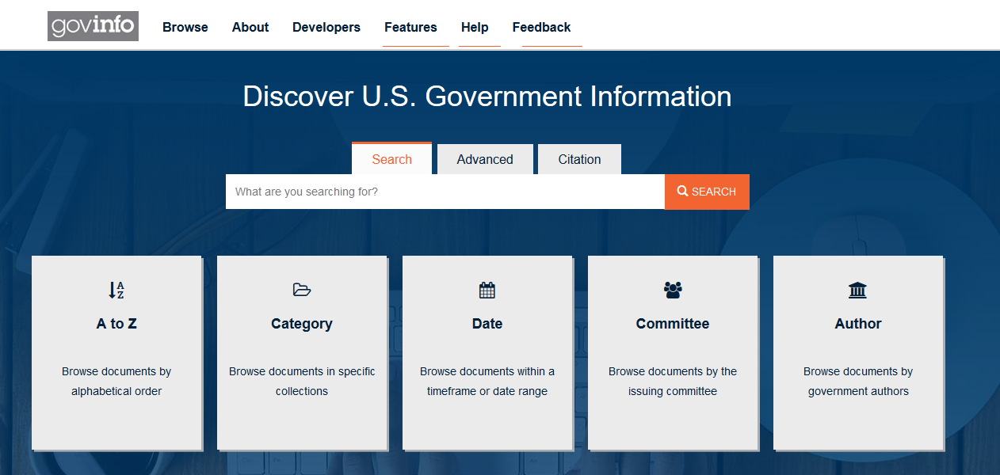 govinfo
Browse About Developers Features Help Feedback
Discover U.S. Government Information
Search Advanced Citation
What are you searching for? SEARCH
A to Z
Browse documents by
alphabetical order
Category
Browse documents in specific
collections
Date
Browse documents within a
timeframe or date range
Committee
Browse documents by the
issuing committee
Author
Browse documents by
government authors